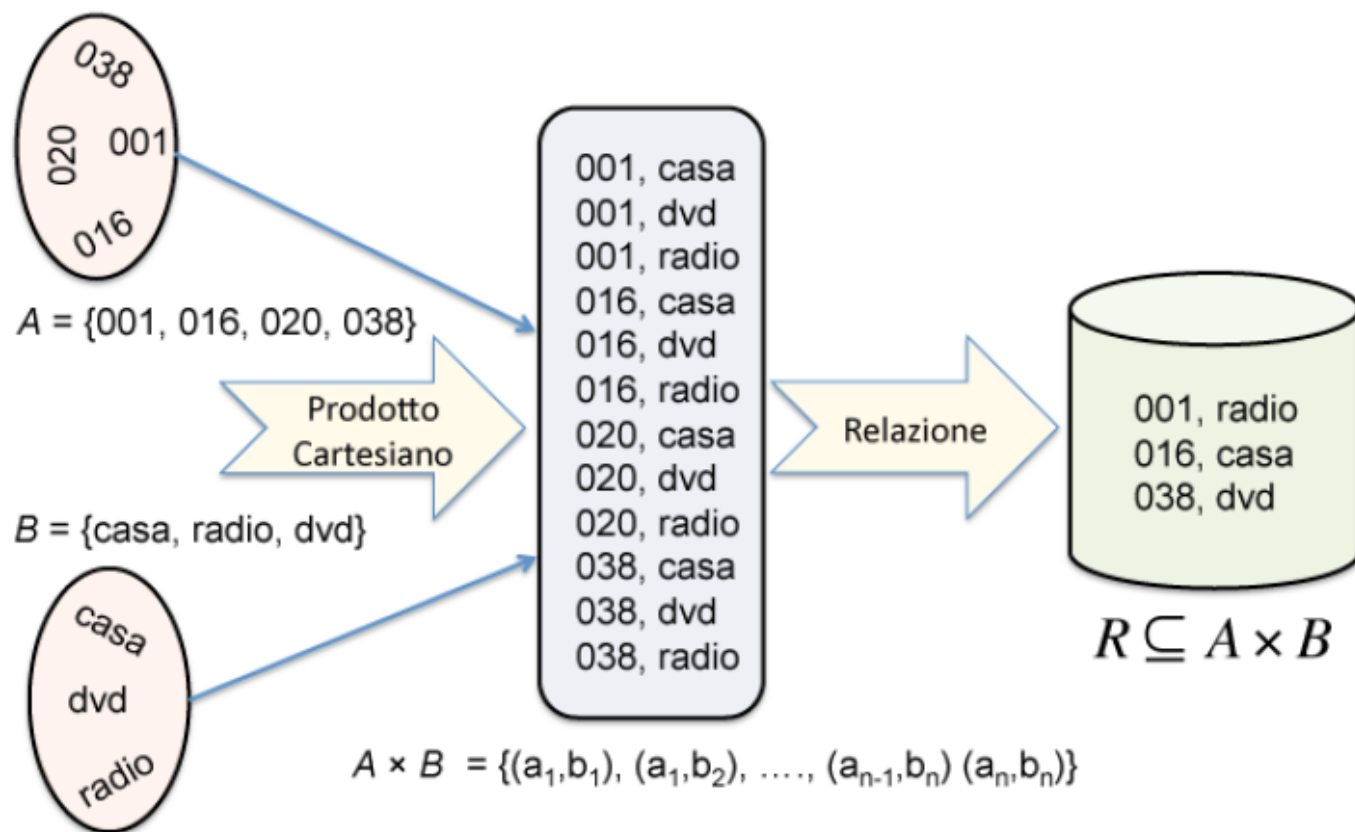 038
020
001
016
A = {001, 016, 020, 038}
Prodotto
Cartesiano
B = {casa, radio, dvd}
casa
dvd
radio
001, casa
001, dvd
001, radio
016, casa
016, dvd
016, radio
020, casa
020, dvd
020, radio
038, casa
038, dvd
038, radio
A × B = {(a₁,b₁), (a₁,b₂), …., (aₙ₋₁,bₙ) (aₙ,bₙ)}
Relazione
001, radio
016, casa
038, dvd
R ⊆ A × B